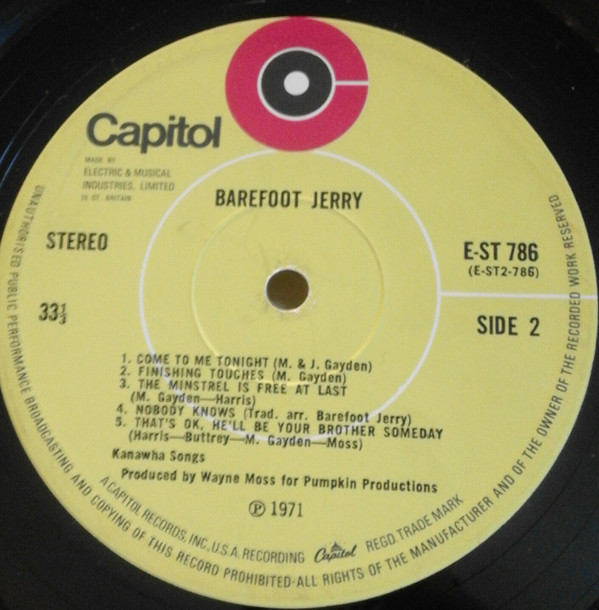 Capitol
MADE BY
ELECTRIC & MUSICAL
INDUSTRIES, LIMITED
IN GT. BRITAIN
BAREFOOT JERRY
STEREO
E-ST 786
(E-ST2-786)
33⅓
SIDE 2
1. COME TO ME TONIGHT (M. & J. Gayden)
2. FINISHING TOUCHES (M. Gayden)
3. THE MINSTREL IS FREE AT LAST
(M. Gayden—Harris)
4. NOBODY KNOWS (Trad. arr. Barefoot Jerry)
5. THAT'S OK, HE'LL BE YOUR BROTHER SOMEDAY
(Harris—Buttrey—M. Gayden—Moss)
Kanawha Songs
Produced by Wayne Moss for Pumpkin Productions
℗ 1971
A CAPITOL RECORDS, INC., U.S.A. RECORDING Capitol REGD. TRADE MARK
UNAUTHORISED PUBLIC PERFORMANCE BROADCASTING AND COPYING OF THIS RECORD PROHIBITED-ALL RIGHTS OF THE MANUFACTURER AND OF THE OWNER OF THE RECORDED WORK RESERVED